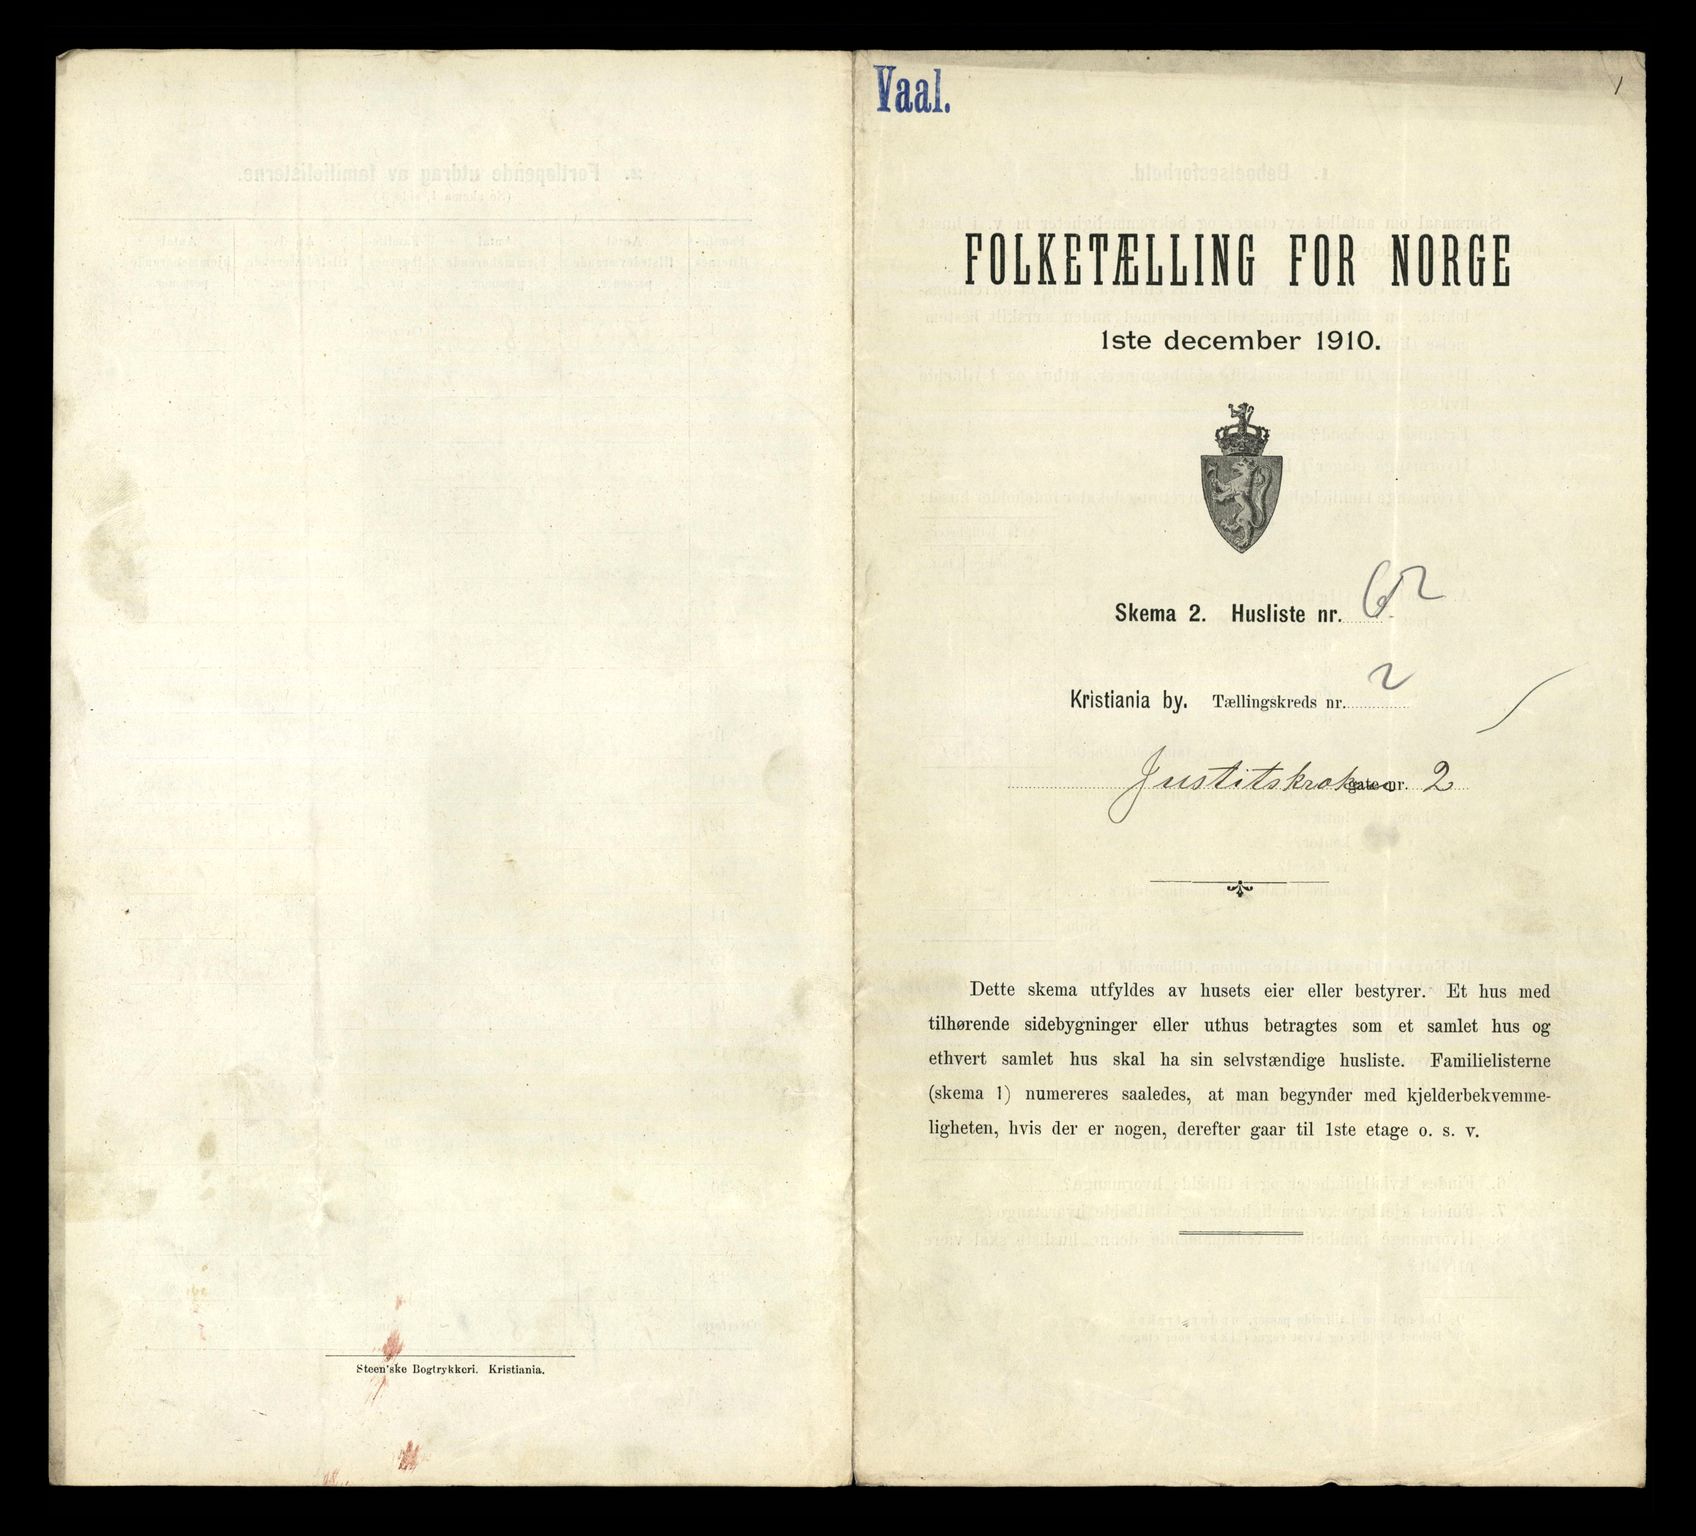 Vaal.
1
FOLKETÆLLING FOR NORGE
1ste december 1910.
Skema 2. Husliste nr. 62
Kristiania by. Tællingskreds nr. 2
Justitskroken gate nr. 2
Dette skema utfyldes av husets eier eller bestyrer. Et hus med
tilhørende sidebygninger eller uthus betragtes som et samlet hus og
ethvert samlet hus skal ha sin selvstændige husliste. Familielisterne
(skema 1) numereres saaledes, at man begynder med kjelderbekvemme-
ligheten, hvis der er nogen, derefter gaar til 1ste etage o. s. v.
Steen'ske Bogtrykkeri. Kristiania.